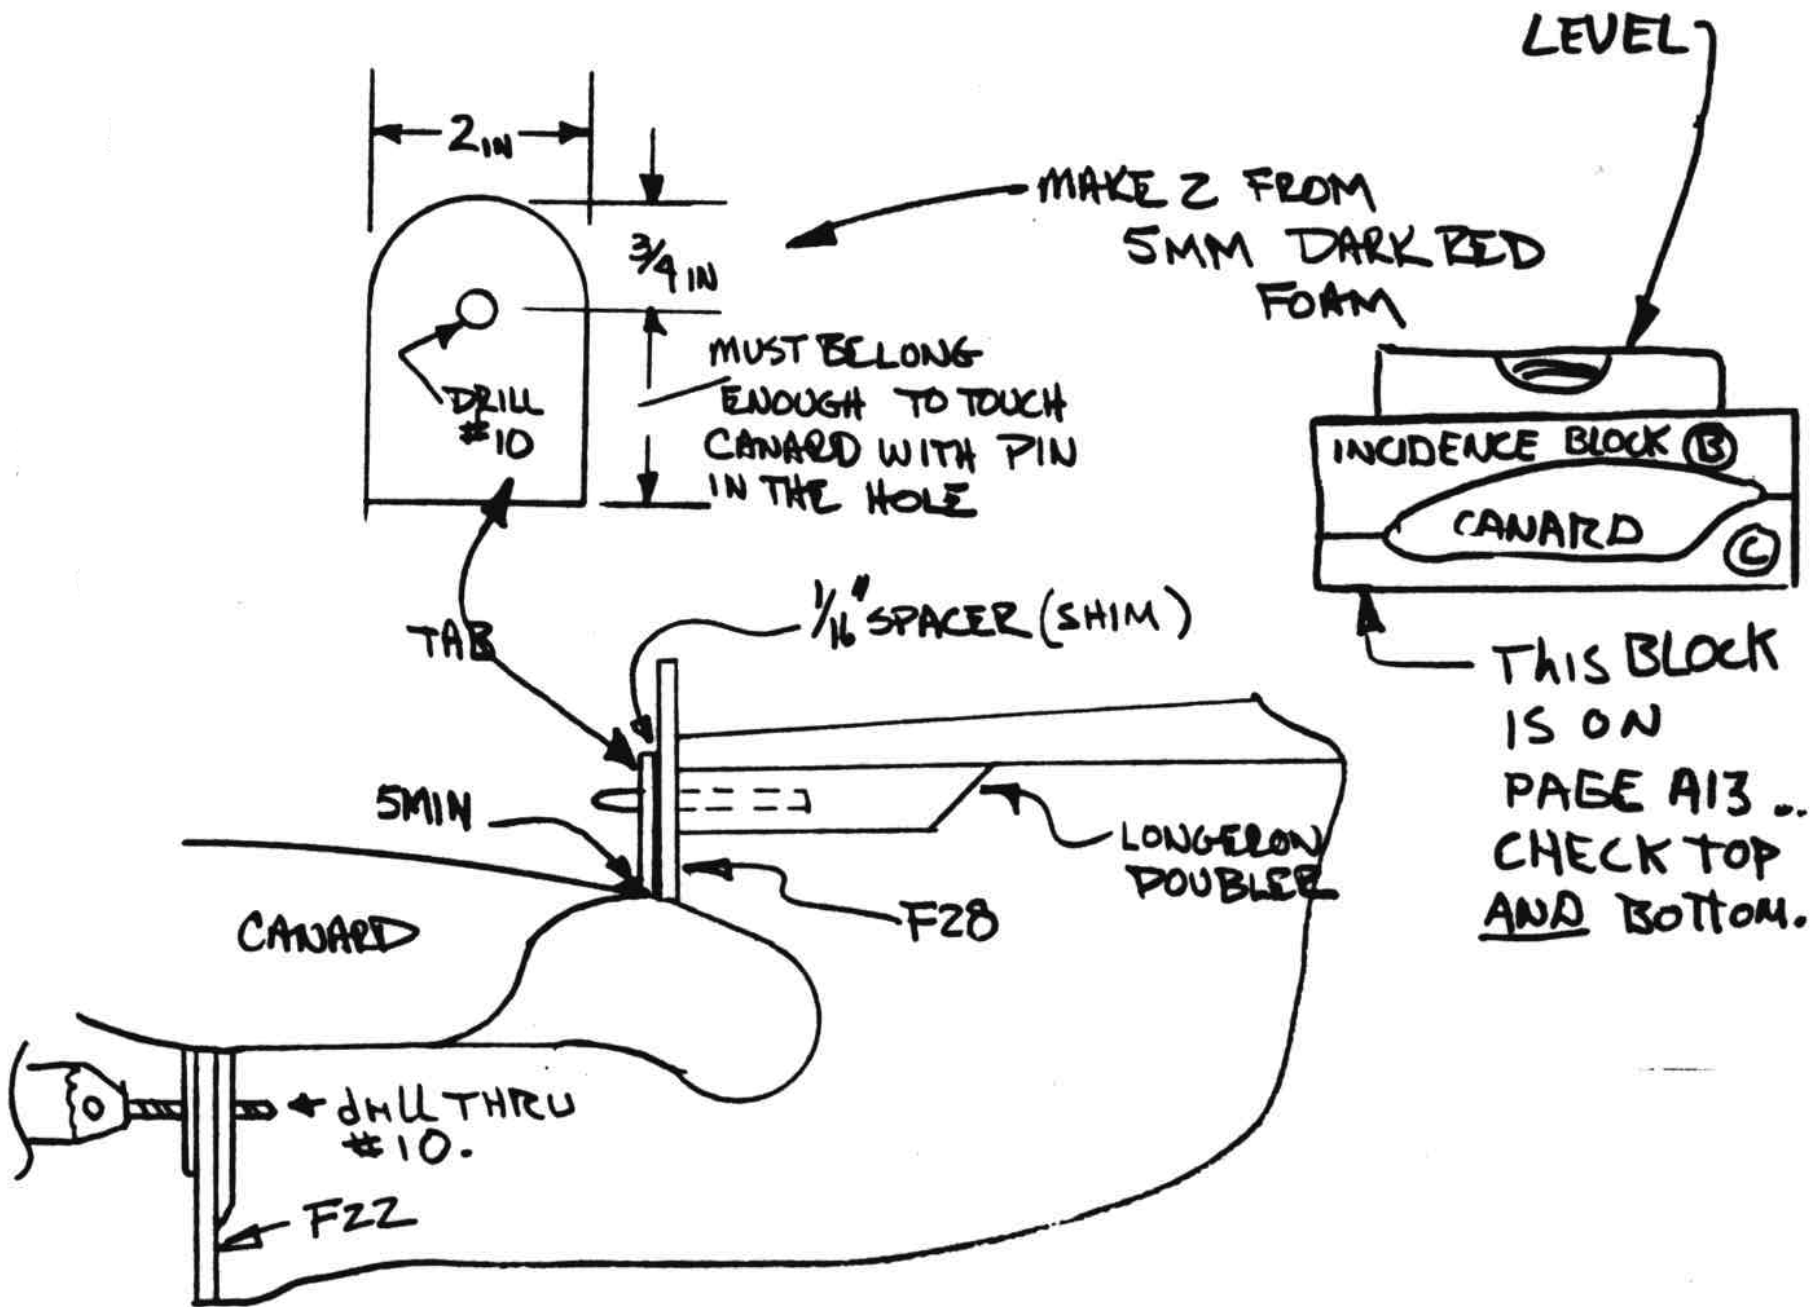 LEVEL
2 IN
3/4 IN
MAKE 2 FROM
5MM DARK RED
FOAM
DRILL
#10
MUST BE LONG
ENOUGH TO TOUCH
CANARD WITH PIN
IN THE HOLE
INCIDENCE BLOCK B
CANARD
C
THIS BLOCK
IS ON
PAGE A13 ..
CHECK TOP
AND BOTTOM.
TAB
1/16" SPACER (SHIM)
5MIN
LONGERON
DOUBLER
F28
CANARD
drill THRU
#10.
F22